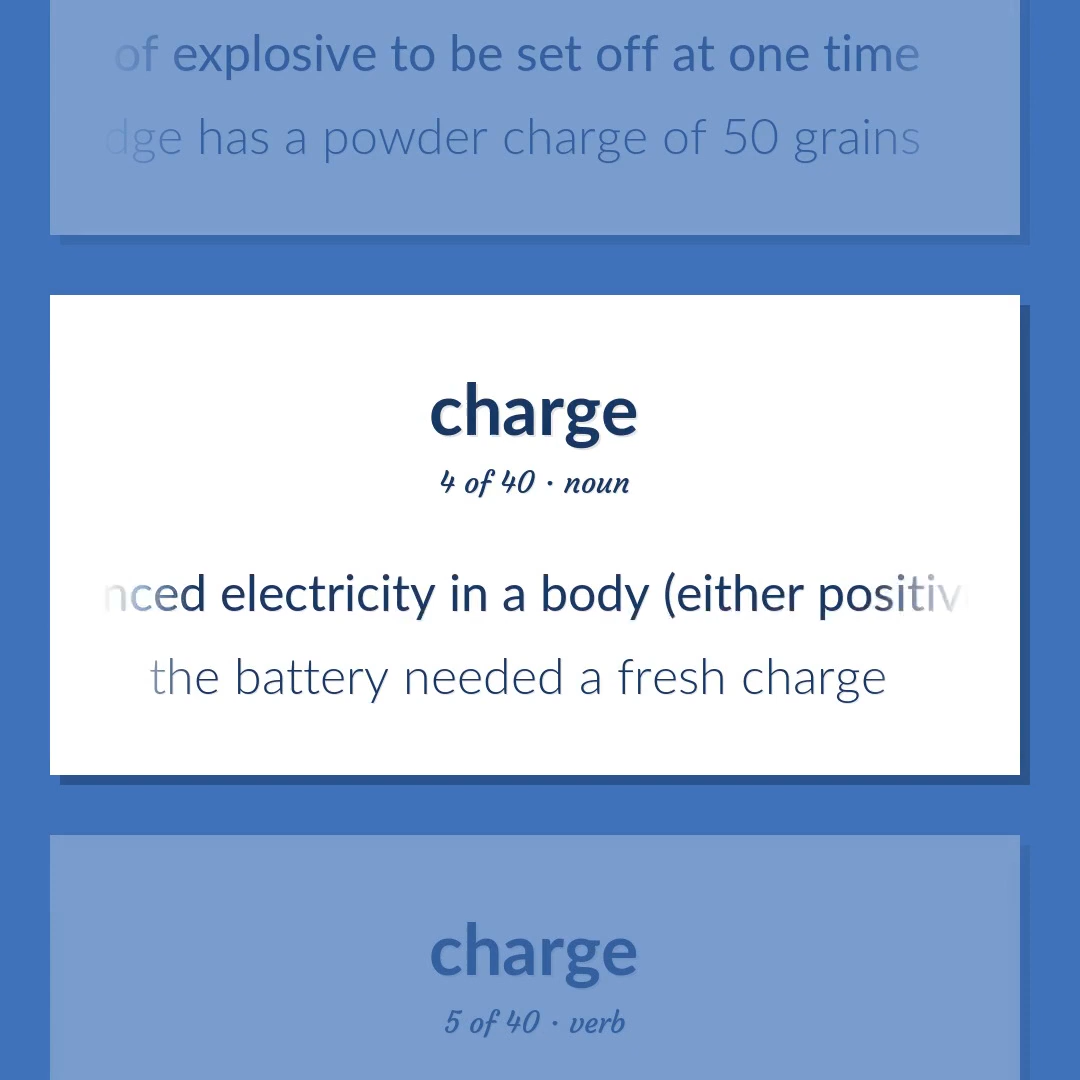 of explosive to be set off at one time
dge has a powder charge of 50 grains
charge
4 of 40 · noun
nced electricity in a body (either positiv
the battery needed a fresh charge
charge
5 of 40 · verb